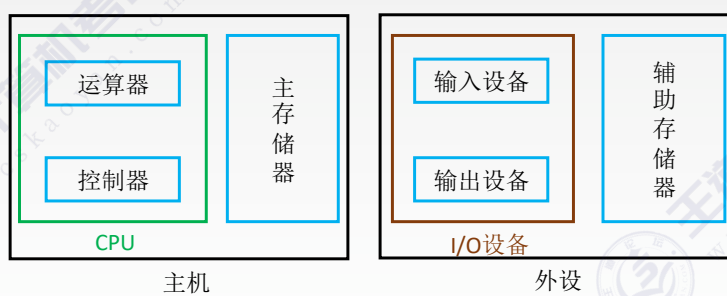 运算器
控制器
CPU
主存储器
主机
输入设备
输出设备
I/O设备
辅助存储器
外设